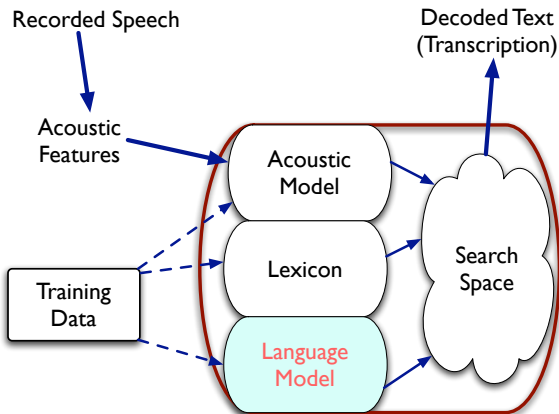 Recorded Speech
Decoded Text
(Transcription)
Acoustic
Features
Acoustic
Model
Lexicon
Search
Space
Training
Data
Language
Model